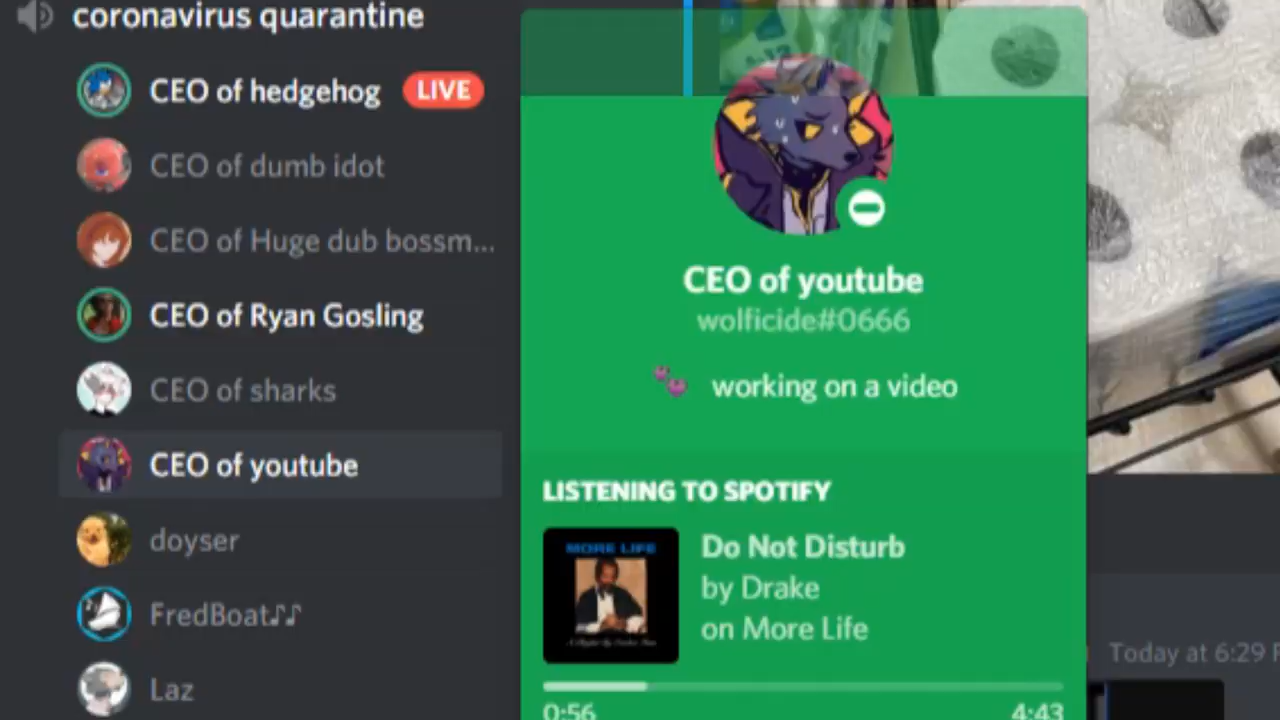 coronavirus quarantine
CEO of hedgehog LIVE
CEO of dumb idot
CEO of Huge dub bossm...
CEO of Ryan Gosling
CEO of sharks
CEO of youtube
doyser
FredBoat♪♪
Laz
CEO of youtube
wolficide#0666
working on a video
LISTENING TO SPOTIFY
MORE LIFE
Do Not Disturb
by Drake
on More Life
0:56 4:43
Today at 6:29